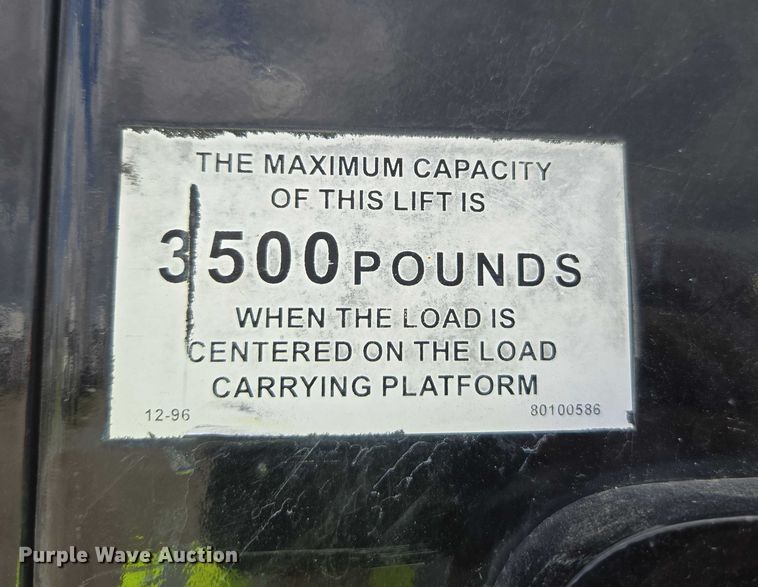 THE MAXIMUM CAPACITY
OF THIS LIFT IS
3500 POUNDS
WHEN THE LOAD IS
CENTERED ON THE LOAD
CARRYING PLATFORM
12-96 80100586
Purple Wave Auction